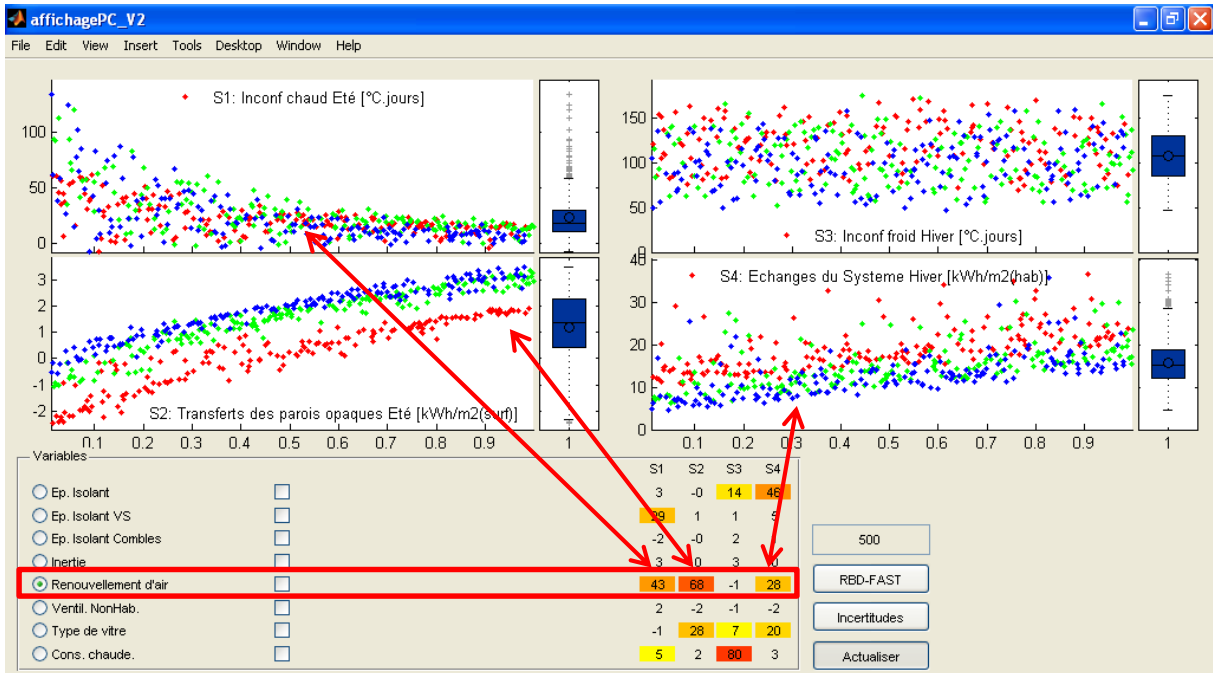 affichagePC_V2
File Edit View Insert Tools Desktop Window Help
S1: Inconf chaud Eté [°C.jours]
100
50
0
S3: Inconf froid Hiver [°C.jours]
150
100
50
0
S2: Transferts des parois opaques Eté [kWh/m2(surf)]
3
2
1
0
-1
-2
0.1 0.2 0.3 0.4 0.5 0.6 0.7 0.8 0.9 1
S4: Echanges du Systeme Hiver [kWh/m2(hab)]
40
30
20
10
0
0.1 0.2 0.3 0.4 0.5 0.6 0.7 0.8 0.9 1
Variables
S1 S2 S3 S4
Ep. Isolant 3 -0 14 46
Ep. Isolant VS 29 1 1 5
Ep. Isolant Combles -2 -0 2
Inertie 3 0 3 0
Renouvellement d'air 43 68 -1 28
Ventil. NonHab. 2 -2 -1 -2
Type de vitre -1 28 7 20
Cons. chaude. 5 2 80 3
500
RBD-FAST
Incertitudes
Actualiser